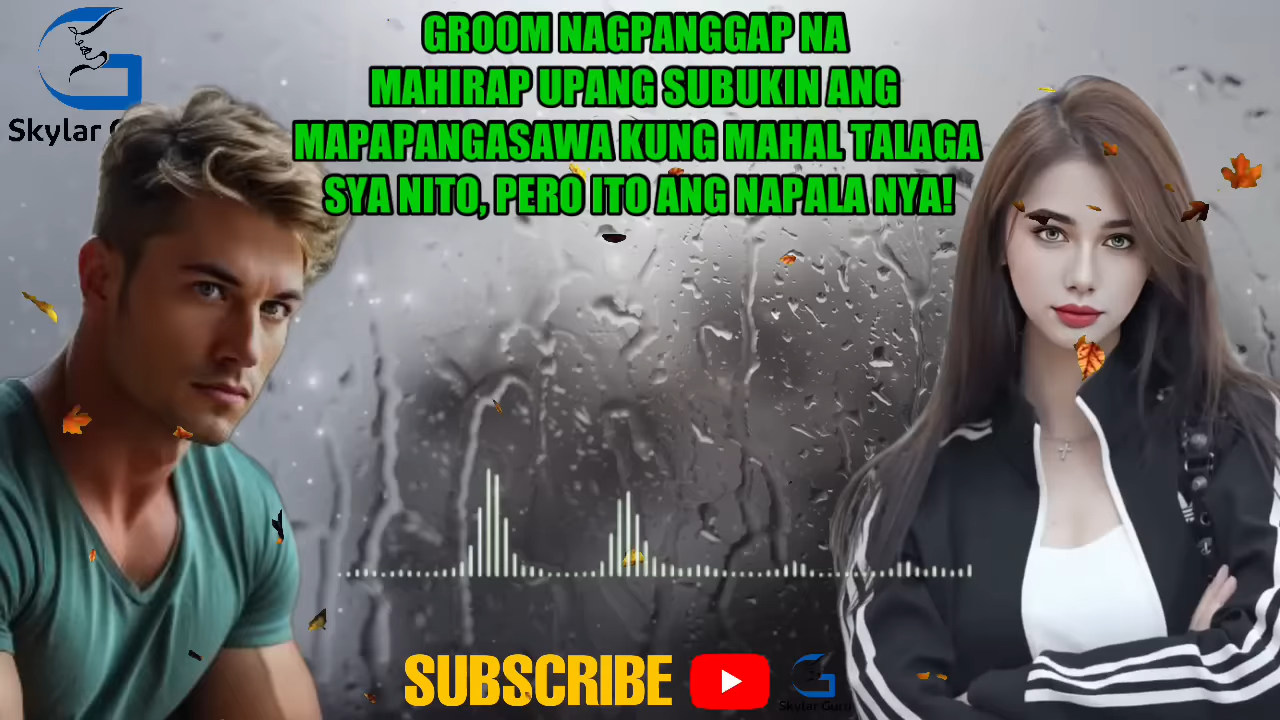 GROOM NAGPANGGAP NA
MAHIRAP UPANG SUBUKIN ANG
MAPAPANGASAWA KUNG MAHAL TALAGA
SYA NITO, PERO ITO ANG NAPALA NYA!
Skylar G
SUBSCRIBE
Skylar Guru